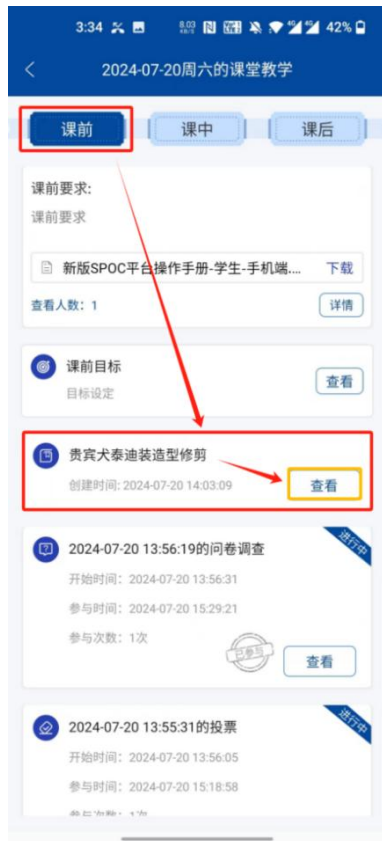 3:34
42%
2024-07-20周六的课堂教学
课前
课中
课后
课前要求:
课前要求
新版SPOC平台操作手册-学生-手机端....
下载
查看人数：1
详情
课前目标
目标设定
查看
贵宾犬泰迪装造型修剪
创建时间: 2024-07-20 14:03:09
查看
2024-07-20 13:56:19的问卷调查
进行中
开始时间：2024-07-20 13:56:31
参与时间：2024-07-20 15:29:21
参与次数：1次
已参与
查看
2024-07-20 13:55:31的投票
进行中
开始时间：2024-07-20 13:56:05
参与时间：2024-07-20 15:18:58